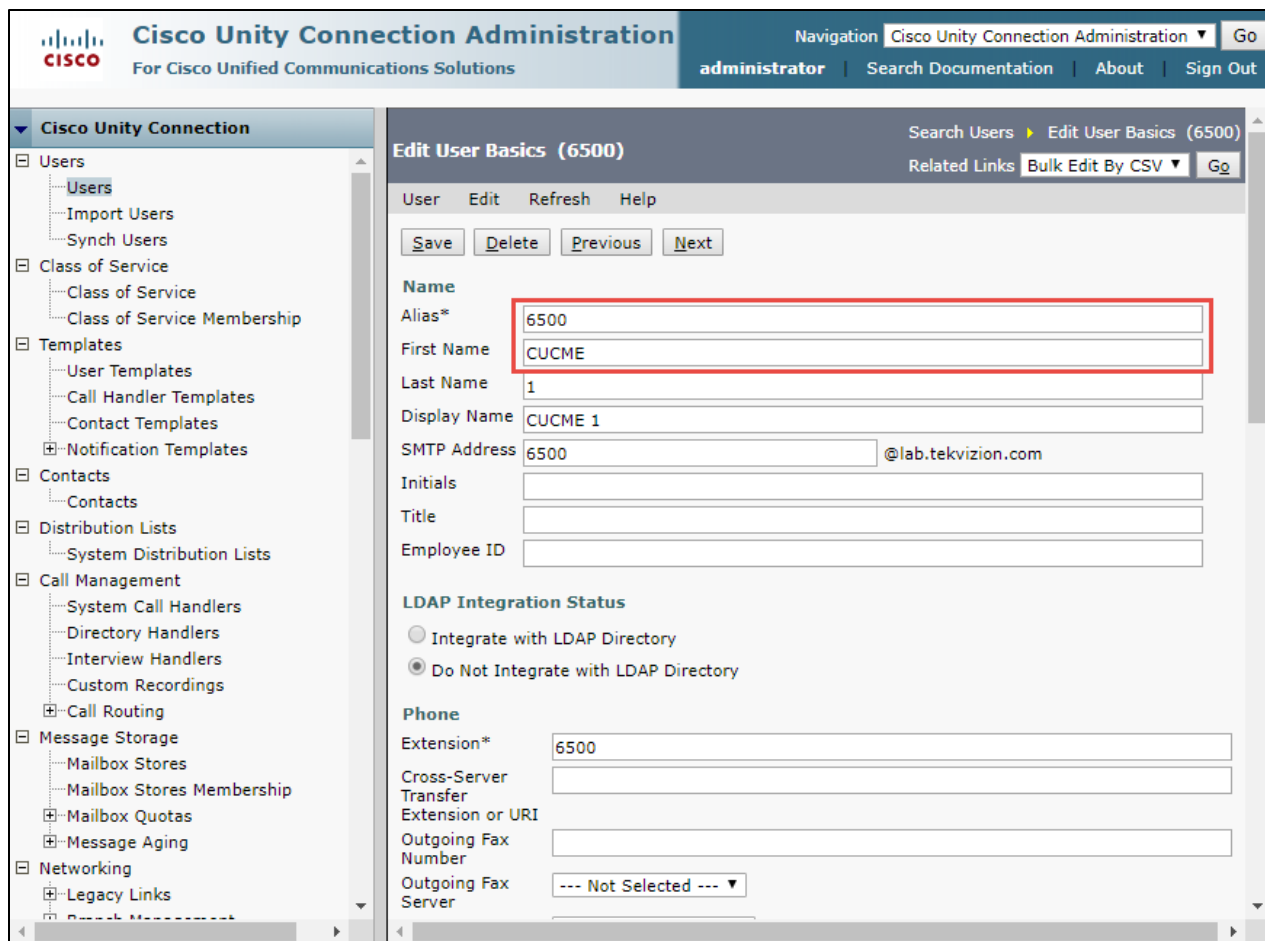 Cisco Unity Connection Administration
For Cisco Unified Communications Solutions
CISCO
Navigation Cisco Unity Connection Administration Go
administrator | Search Documentation | About | Sign Out
Cisco Unity Connection
Users
Users
Import Users
Synch Users
Class of Service
Class of Service
Class of Service Membership
Templates
User Templates
Call Handler Templates
Contact Templates
Notification Templates
Contacts
Contacts
Distribution Lists
System Distribution Lists
Call Management
System Call Handlers
Directory Handlers
Interview Handlers
Custom Recordings
Call Routing
Message Storage
Mailbox Stores
Mailbox Stores Membership
Mailbox Quotas
Message Aging
Networking
Legacy Links
Edit User Basics (6500)
Search Users Edit User Basics (6500)
Related Links Bulk Edit By CSV Go
User Edit Refresh Help
Save Delete Previous Next
Name
Alias* 6500
First Name CUCME
Last Name 1
Display Name CUCME 1
SMTP Address 6500 @lab.tekvizion.com
Initials
Title
Employee ID
LDAP Integration Status
Integrate with LDAP Directory
Do Not Integrate with LDAP Directory
Phone
Extension* 6500
Cross-Server
Transfer
Extension or URI
Outgoing Fax
Number
Outgoing Fax
Server
--- Not Selected ---